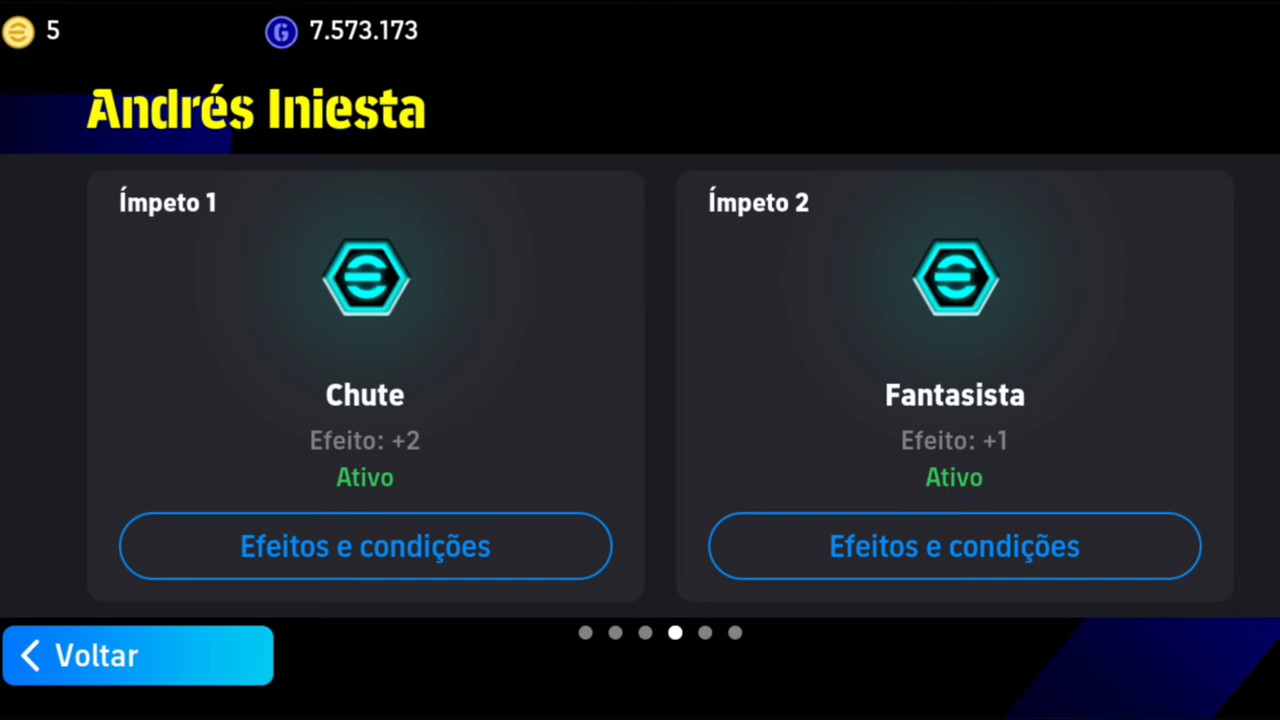 5
7.573.173
Andrés Iniesta
Ímpeto 1
Chute
Efeito: +2
Ativo
Efeitos e condições
Ímpeto 2
Fantasista
Efeito: +1
Ativo
Efeitos e condições
Voltar